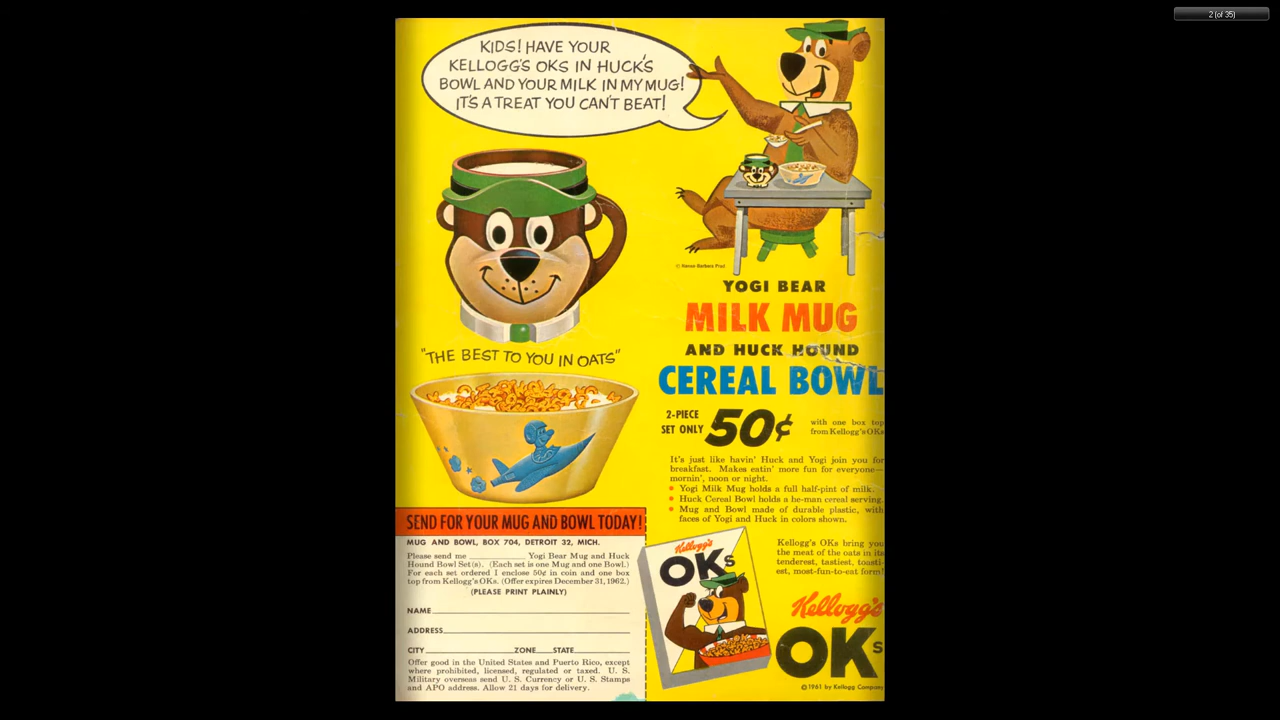 2 (of 35)
KIDS! HAVE YOUR
KELLOGG'S OKS IN HUCK'S
BOWL AND YOUR MILK IN MY MUG!
IT'S A TREAT YOU CAN'T BEAT!
© Hanna Barbera Prod
YOGI BEAR
MILK MUG
AND HUCK HOUND
CEREAL BOWL
"THE BEST TO YOU IN OATS"
2-PIECE
SET ONLY
50¢
with one box top
from Kellogg's OKs
It's just like havin' Huck and Yogi join you for
breakfast. Makes eatin' more fun for everyone—
mornin', noon or night.
• Yogi Milk Mug holds a full half-pint of milk.
• Huck Cereal Bowl holds a he-man cereal serving.
• Mug and Bowl made of durable plastic, with
faces of Yogi and Huck in colors shown.
SEND FOR YOUR MUG AND BOWL TODAY!
MUG AND BOWL, BOX 704, DETROIT 32, MICH.
Please send me ____________ Yogi Bear Mug and Huck
Hound Bowl Set(s). (Each set is one Mug and one Bowl.)
For each set ordered I enclose 50¢ in coin and one box
top from Kellogg's OKs. (Offer expires December 31, 1962.)
(PLEASE PRINT PLAINLY)
NAME
ADDRESS
CITY ZONE STATE
Offer good in the United States and Puerto Rico, except
where prohibited, licensed, regulated or taxed. U. S.
Military overseas send U. S. Currency or U. S. Stamps
and APO address. Allow 21 days for delivery.
Kellogg's
OKs
Kellogg's OKs bring you
the meat of the oats in its
tenderest, tastiest, toasti-
est, most-fun-to-eat form!
Kellogg's
OKs
© 1961 by Kellogg Company